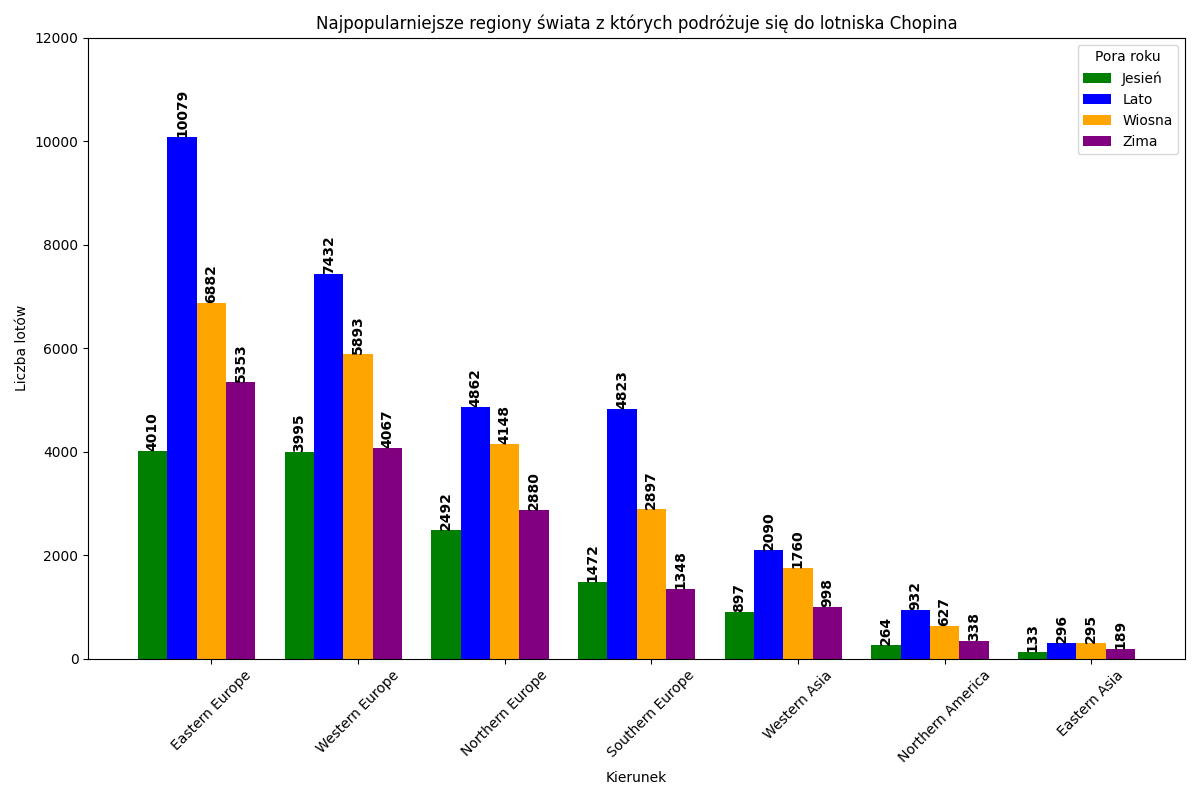 Najpopularniejsze regiony świata z których podróżuje się do lotniska Chopina
Liczba lotów
12000
10000
8000
6000
4000
2000
0
Pora roku
Jesień
Lato
Wiosna
Zima
4010
10079
6882
5353
3995
7432
5893
4067
2492
4862
4148
2880
1472
4823
2897
1348
897
2090
1760
998
264
932
627
338
133
296
295
189
Eastern Europe
Western Europe
Northern Europe
Southern Europe
Western Asia
Northern America
Eastern Asia
Kierunek